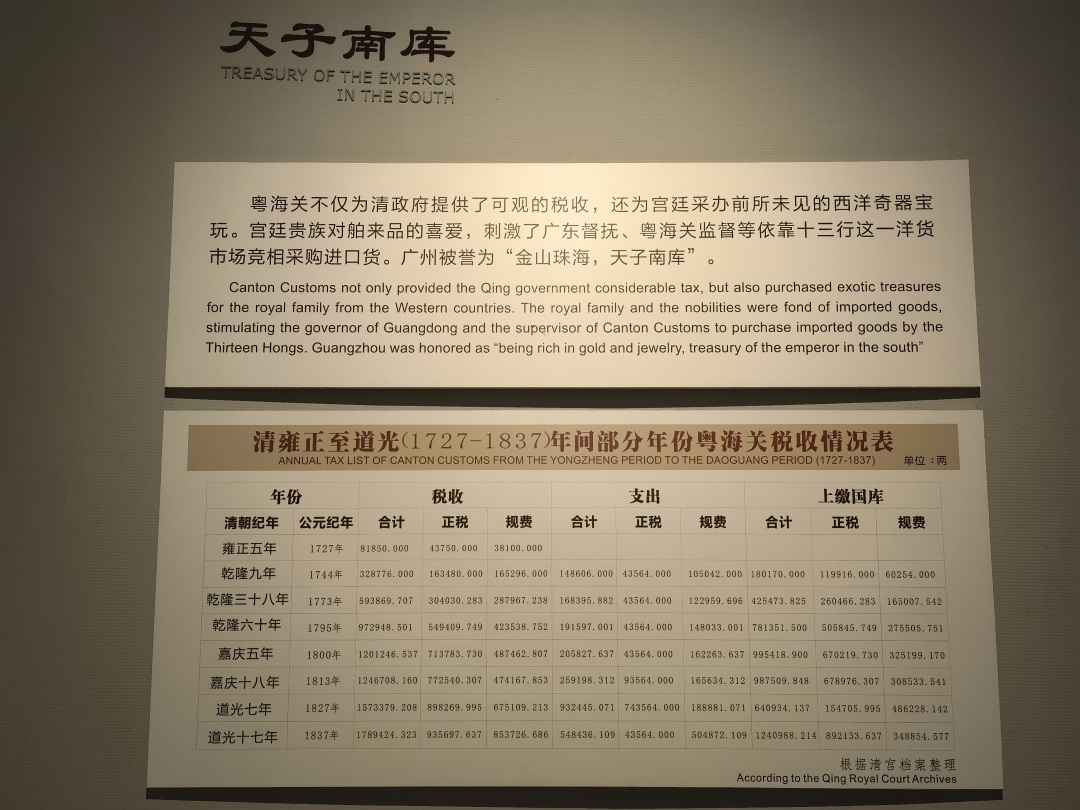 天子南库
TREASURY OF THE EMPEROR
IN THE SOUTH
粤海关不仅为清政府提供了可观的税收，还为宫廷采办前所未见的西洋奇器宝
玩。宫廷贵族对舶来品的喜爱，刺激了广东督抚、粤海关监督等依靠十三行这一洋货
市场竞相采购进口货。广州被誉为“金山珠海，天子南库”。
Canton Customs not only provided the Qing government considerable tax, but also purchased exotic treasures
for the royal family from the Western countries. The royal family and the nobilities were fond of imported goods,
stimulating the governor of Guangdong and the supervisor of Canton Customs to purchase imported goods by the
Thirteen Hongs. Guangzhou was honored as “being rich in gold and jewelry, treasury of the emperor in the south”
清雍正至道光(1727-1837)年间部分年份粤海关税收情况表
ANNUAL TAX LIST OF CANTON CUSTOMS FROM THE YONGZHENG PERIOD TO THE DAOGUANG PERIOD (1727-1837) 单位：两
年份 税收 支出 上缴国库
清朝纪年 公元纪年 合计 正税 规费 合计 正税 规费 合计 正税 规费
雍正五年 1727年 81850.000 43750.000 38100.000
乾隆九年 1744年 328776.000 163480.000 165296.000 148606.000 43564.000 105042.000 180170.000 119916.000 60254.000
乾隆三十八年 1773年 593869.707 304030.283 287967.238 168395.882 43564.000 122959.696 425473.825 260466.283 165007.542
乾隆六十年 1795年 972948.501 549409.749 423538.752 191597.001 43564.000 148033.001 781351.500 505845.749 275505.751
嘉庆五年 1800年 1201246.537 713783.730 487462.807 205827.637 43564.000 162263.637 995418.900 670219.730 325199.170
嘉庆十八年 1813年 1246708.160 772540.307 474167.853 259198.312 93564.000 165634.312 987509.848 678976.307 308533.541
道光七年 1827年 1573379.208 898269.995 675109.213 932445.071 743564.000 188881.071 640934.137 154705.995 486228.142
道光十七年 1837年 1789424.323 935697.637 853726.686 548436.109 43564.000 504872.109 1240988.214 892133.637 348854.577
根据清宫档案整理
According to the Qing Royal Court Archives